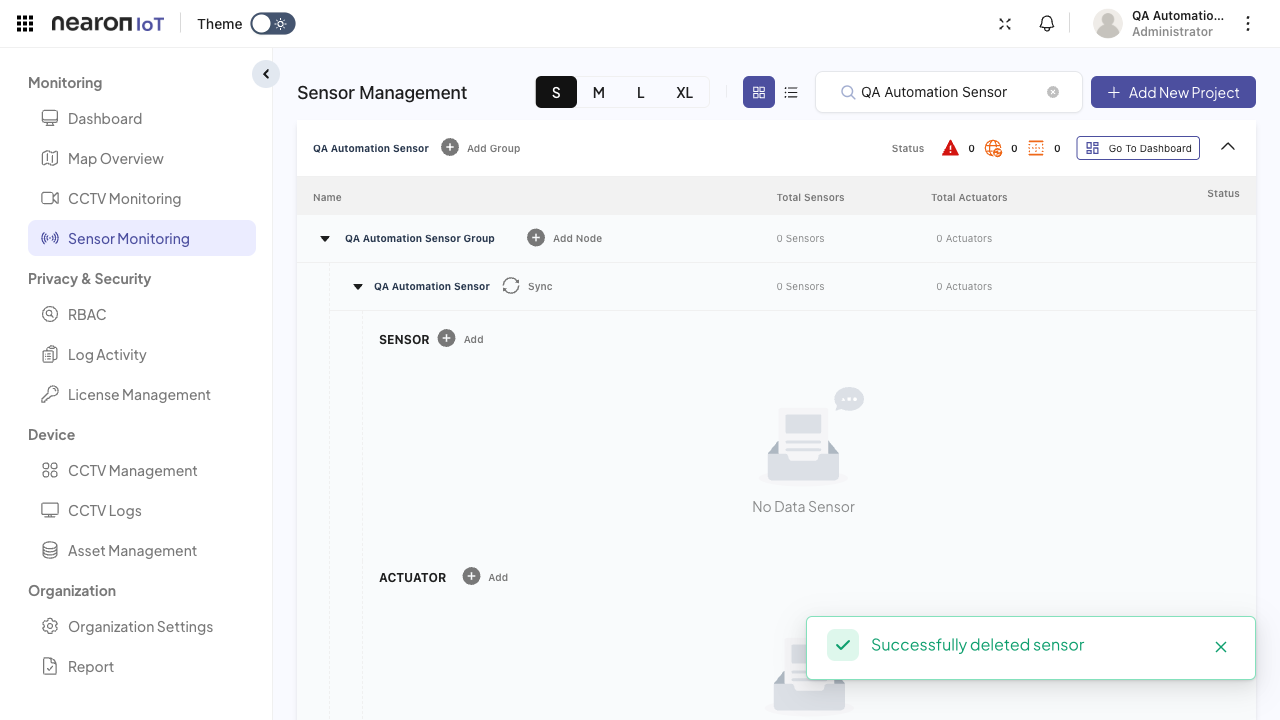 nearon IoT
Theme
QA Automatio...
Administrator
Monitoring
Dashboard
Map Overview
CCTV Monitoring
Sensor Monitoring
Privacy & Security
RBAC
Log Activity
License Management
Device
CCTV Management
CCTV Logs
Asset Management
Organization
Organization Settings
Report
Sensor Management
S M L XL
QA Automation Sensor
Add New Project
QA Automation Sensor
Add Group
Status 0 0 0
Go To Dashboard
Name Total Sensors Total Actuators Status
QA Automation Sensor Group Add Node 0 Sensors 0 Actuators
QA Automation Sensor Sync 0 Sensors 0 Actuators
SENSOR Add
No Data Sensor
ACTUATOR Add
Successfully deleted sensor